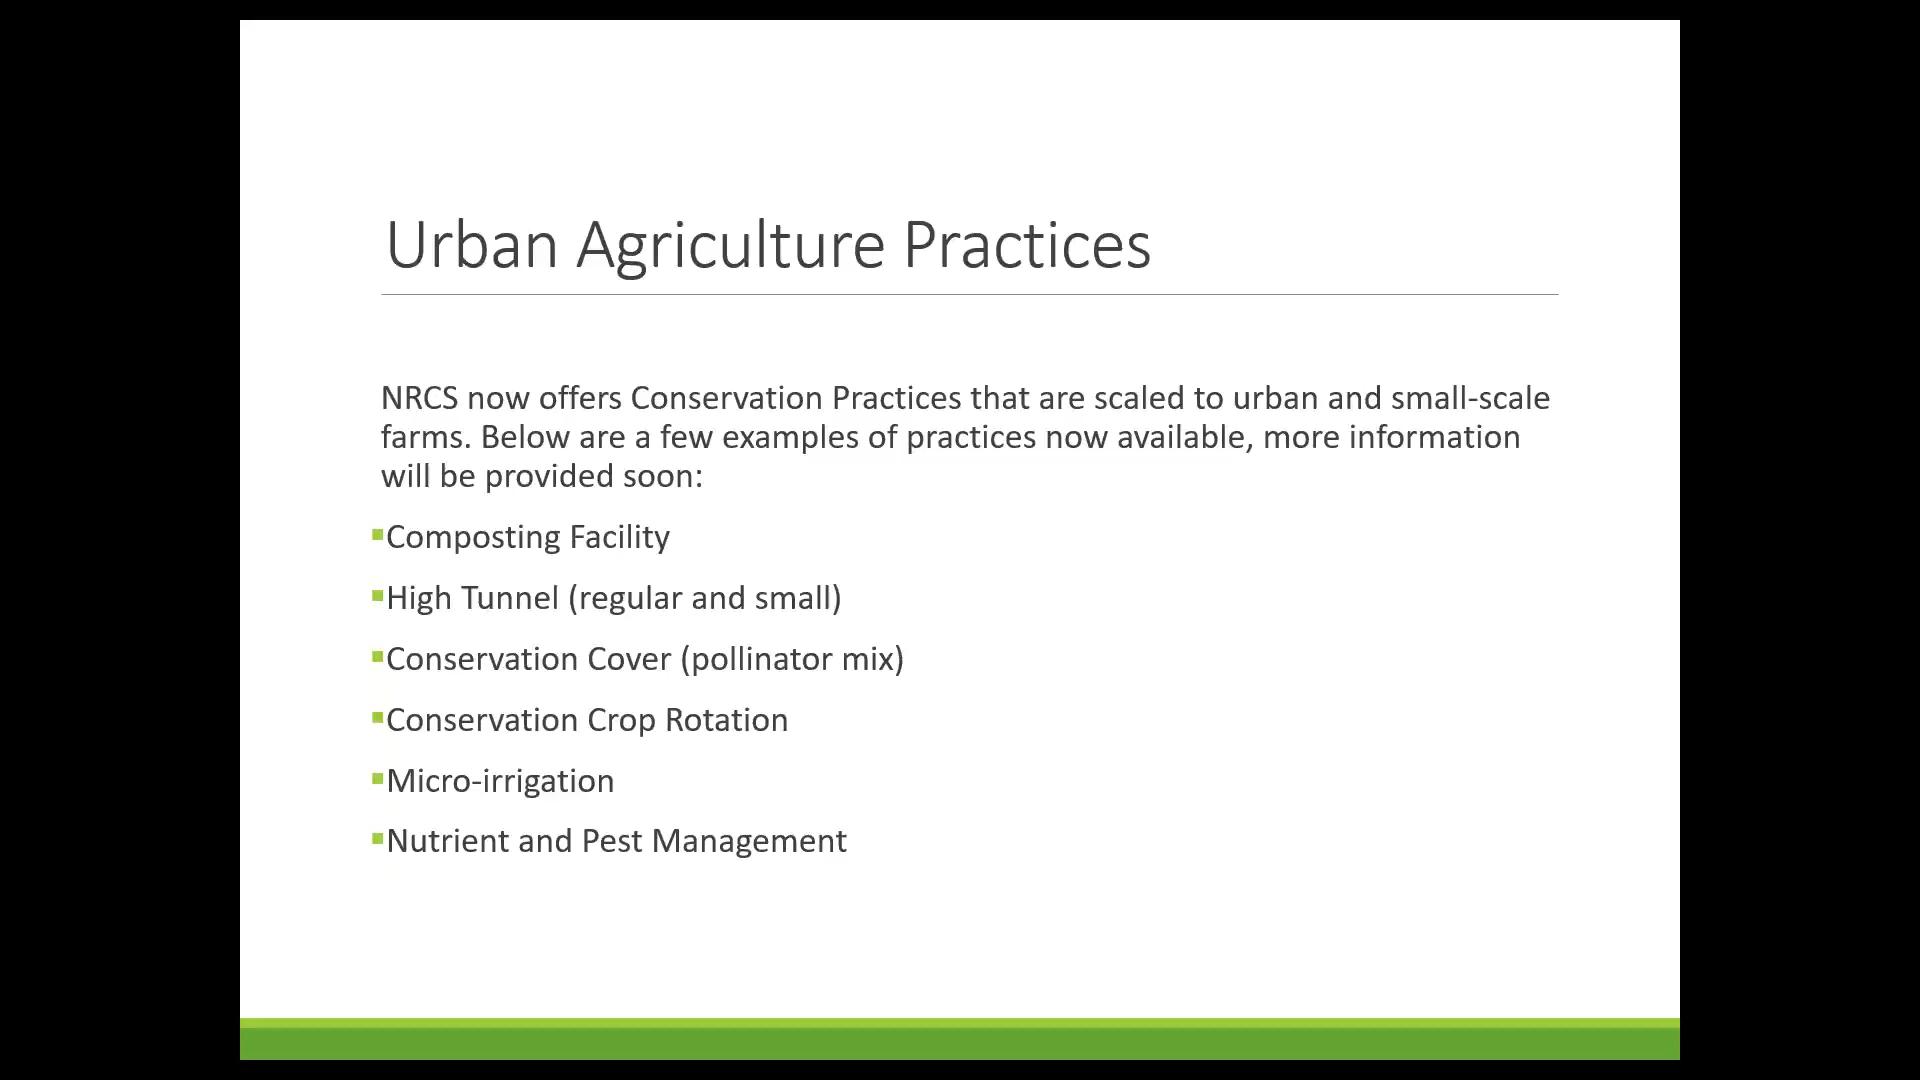 Urban Agriculture Practices
NRCS now offers Conservation Practices that are scaled to urban and small-scale
farms. Below are a few examples of practices now available, more information
will be provided soon:
▪Composting Facility
▪High Tunnel (regular and small)
▪Conservation Cover (pollinator mix)
▪Conservation Crop Rotation
▪Micro-irrigation
▪Nutrient and Pest Management